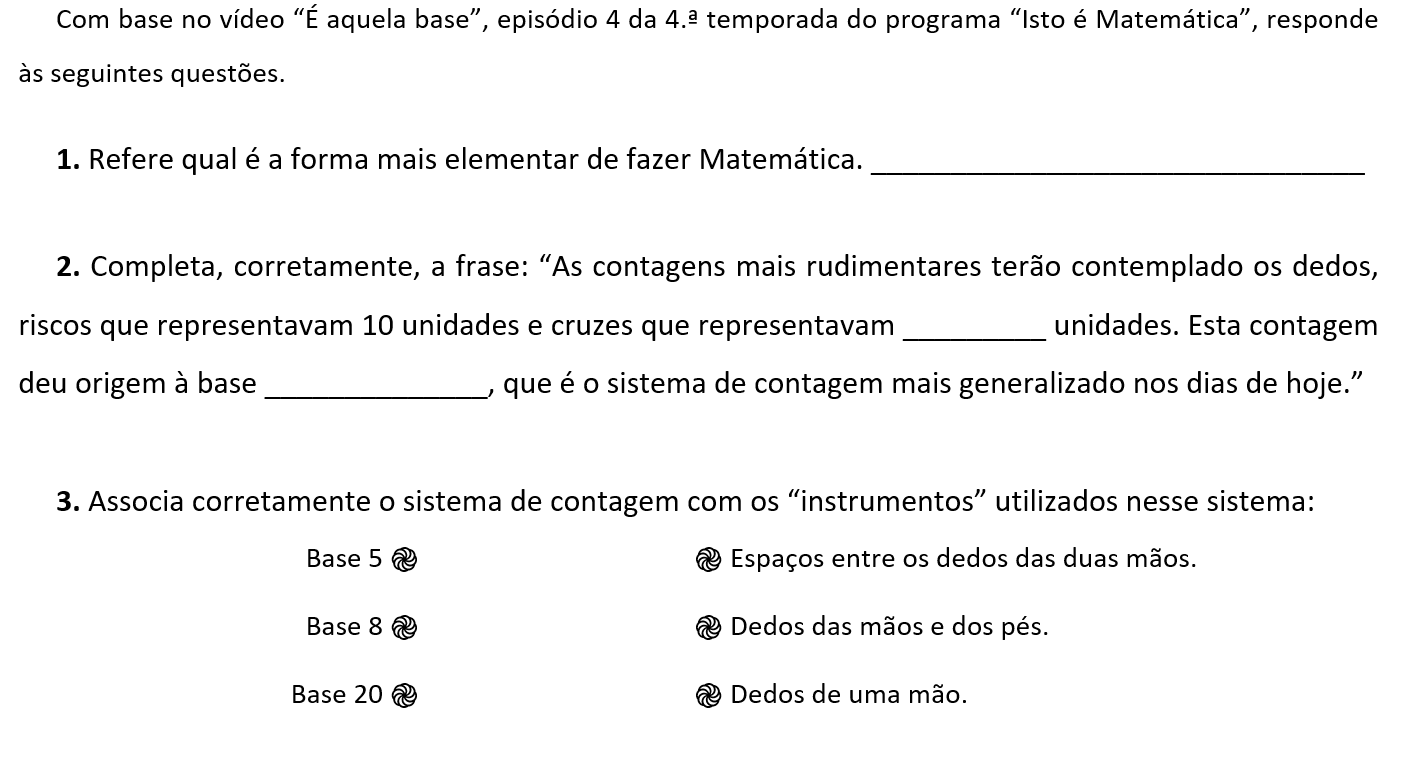 Com base no vídeo “É aquela base”, episódio 4 da 4.ª temporada do programa “Isto é Matemática”, responde
às seguintes questões.
1. Refere qual é a forma mais elementar de fazer Matemática. _________________________________
2. Completa, corretamente, a frase: “As contagens mais rudimentares terão contemplado os dedos,
riscos que representavam 10 unidades e cruzes que representavam _________ unidades. Esta contagem
deu origem à base ______________, que é o sistema de contagem mais generalizado nos dias de hoje.”
3. Associa corretamente o sistema de contagem com os “instrumentos” utilizados nesse sistema:
Base 5 Espaços entre os dedos das duas mãos.
Base 8 Dedos das mãos e dos pés.
Base 20 Dedos de uma mão.